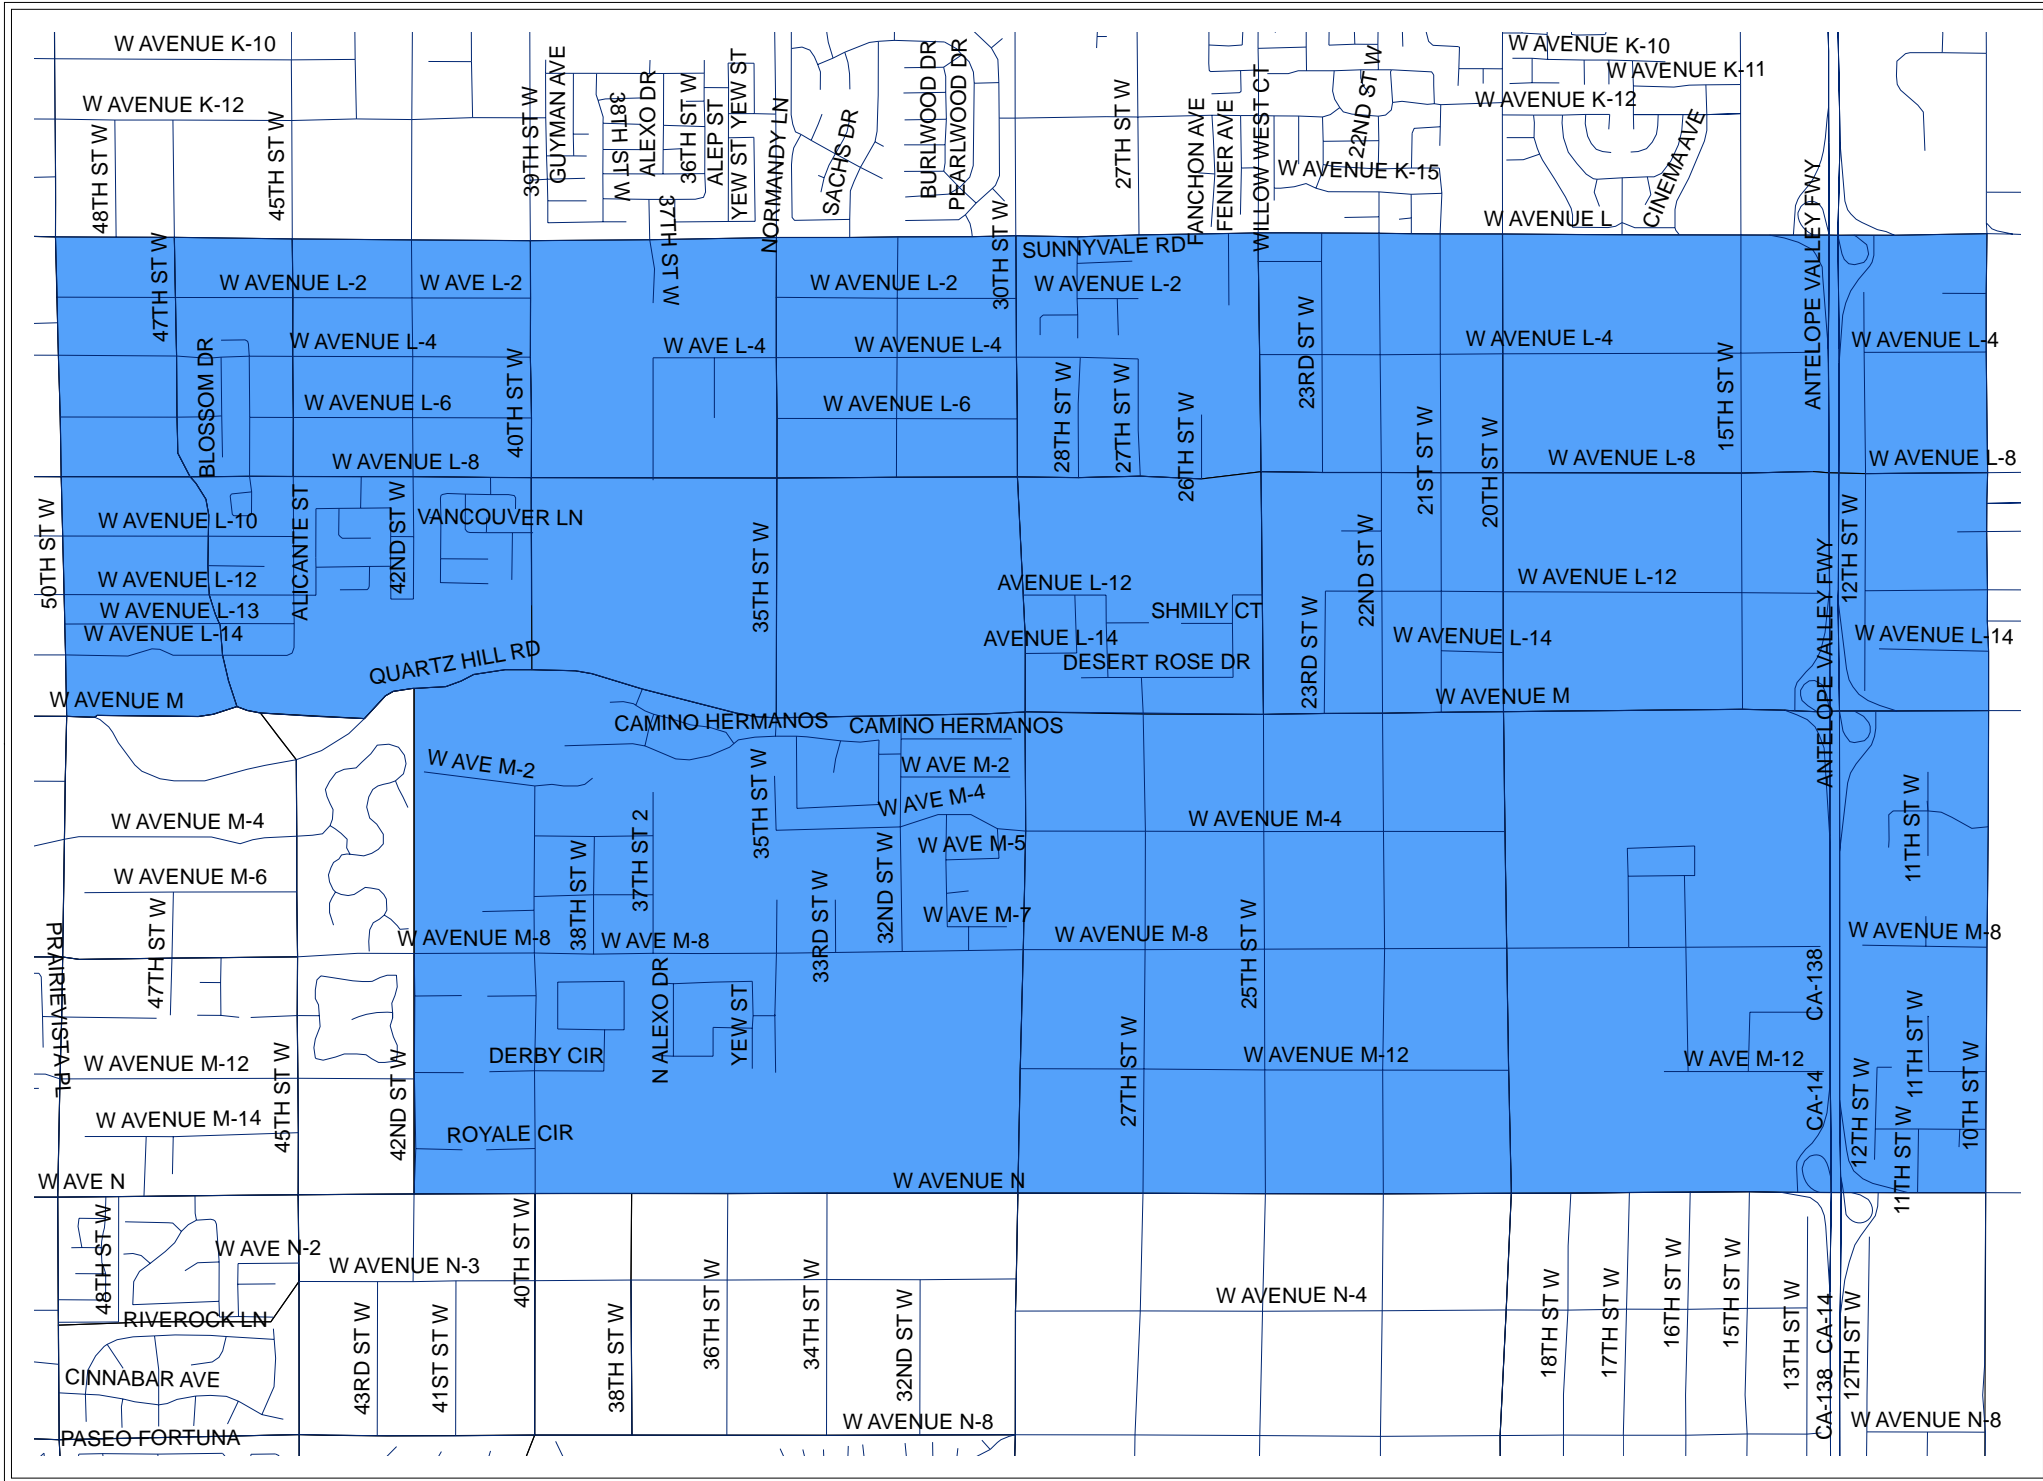 W AVENUE K-10
W AVENUE K-10
W AVENUE K-11
W AVENUE K-12
W AVENUE K-12
W AVENUE K-15
48TH ST W
45TH ST W
39TH ST W
GUYMAN AVE
38TH ST W
ALEXO DR
36TH ST W
ALEP ST
YEW ST
YEW ST
NORMANDY LN
SACHS DR
BURLWOOD DR
PEARLWOOD DR
27TH ST W
FANCHON AVE
FENNER AVE
WILLOW WEST CT
22ND ST W
CINEMA AVE
W AVENUE L
ANTELOPE VALLEY FWY
47TH ST W
37TH ST W
30TH ST W
SUNNYVALE RD
W AVENUE L-2
W AVE L-2
W AVENUE L-2
W AVENUE L-2
W AVENUE L-4
W AVE L-4
W AVENUE L-4
W AVENUE L-4
W AVENUE L-4
BLOSSOM DR
40TH ST W
23RD ST W
15TH ST W
W AVENUE L-6
W AVENUE L-6
28TH ST W
27TH ST W
26TH ST W
21ST ST W
20TH ST W
W AVENUE L-8
W AVENUE L-8
W AVENUE L-8
50TH ST W
W AVENUE L-10
ALICANTE ST
42ND ST W
VANCOUVER LN
35TH ST W
22ND ST W
12TH ST W
W AVENUE L-12
AVENUE L-12
W AVENUE L-12
W AVENUE L-13
SHMILY CT
W AVENUE L-14
AVENUE L-14
W AVENUE L-14
W AVENUE L-14
23RD ST W
ANTELOPE VALLEY FWY
QUARTZ HILL RD
DESERT ROSE DR
W AVENUE M
W AVENUE M
CAMINO HERMANOS
CAMINO HERMANOS
W AVE M-2
W AVE M-2
35TH ST W
W AVE M-4
W AVENUE M-4
W AVENUE M-4
37TH ST 2
38TH ST W
32ND ST W
W AVE M-5
11TH ST W
W AVENUE M-6
47TH ST W
33RD ST W
W AVE M-7
25TH ST W
W AVENUE M-8
W AVE M-8
W AVENUE M-8
W AVENUE M-8
PRAIRIEVISTA PL
CA-138
N ALEXO DR
YEW ST
11TH ST W
DERBY CIR
W AVENUE M-12
W AVENUE M-12
W AVE M-12
45TH ST W
42ND ST W
27TH ST W
CA-14
12TH ST W
10TH ST W
W AVENUE M-14
ROYALE CIR
11TH ST W
W AVE N
W AVENUE N
48TH ST W
W AVE N-2
W AVENUE N-3
40TH ST W
W AVENUE N-4
RIVEROCK LN
43RD ST W
41ST ST W
38TH ST W
36TH ST W
34TH ST W
32ND ST W
18TH ST W
17TH ST W
16TH ST W
15TH ST W
13TH ST W
CA-14
CA-138
12TH ST W
CINNABAR AVE
W AVENUE N-8
W AVENUE N-8
PASEO FORTUNA